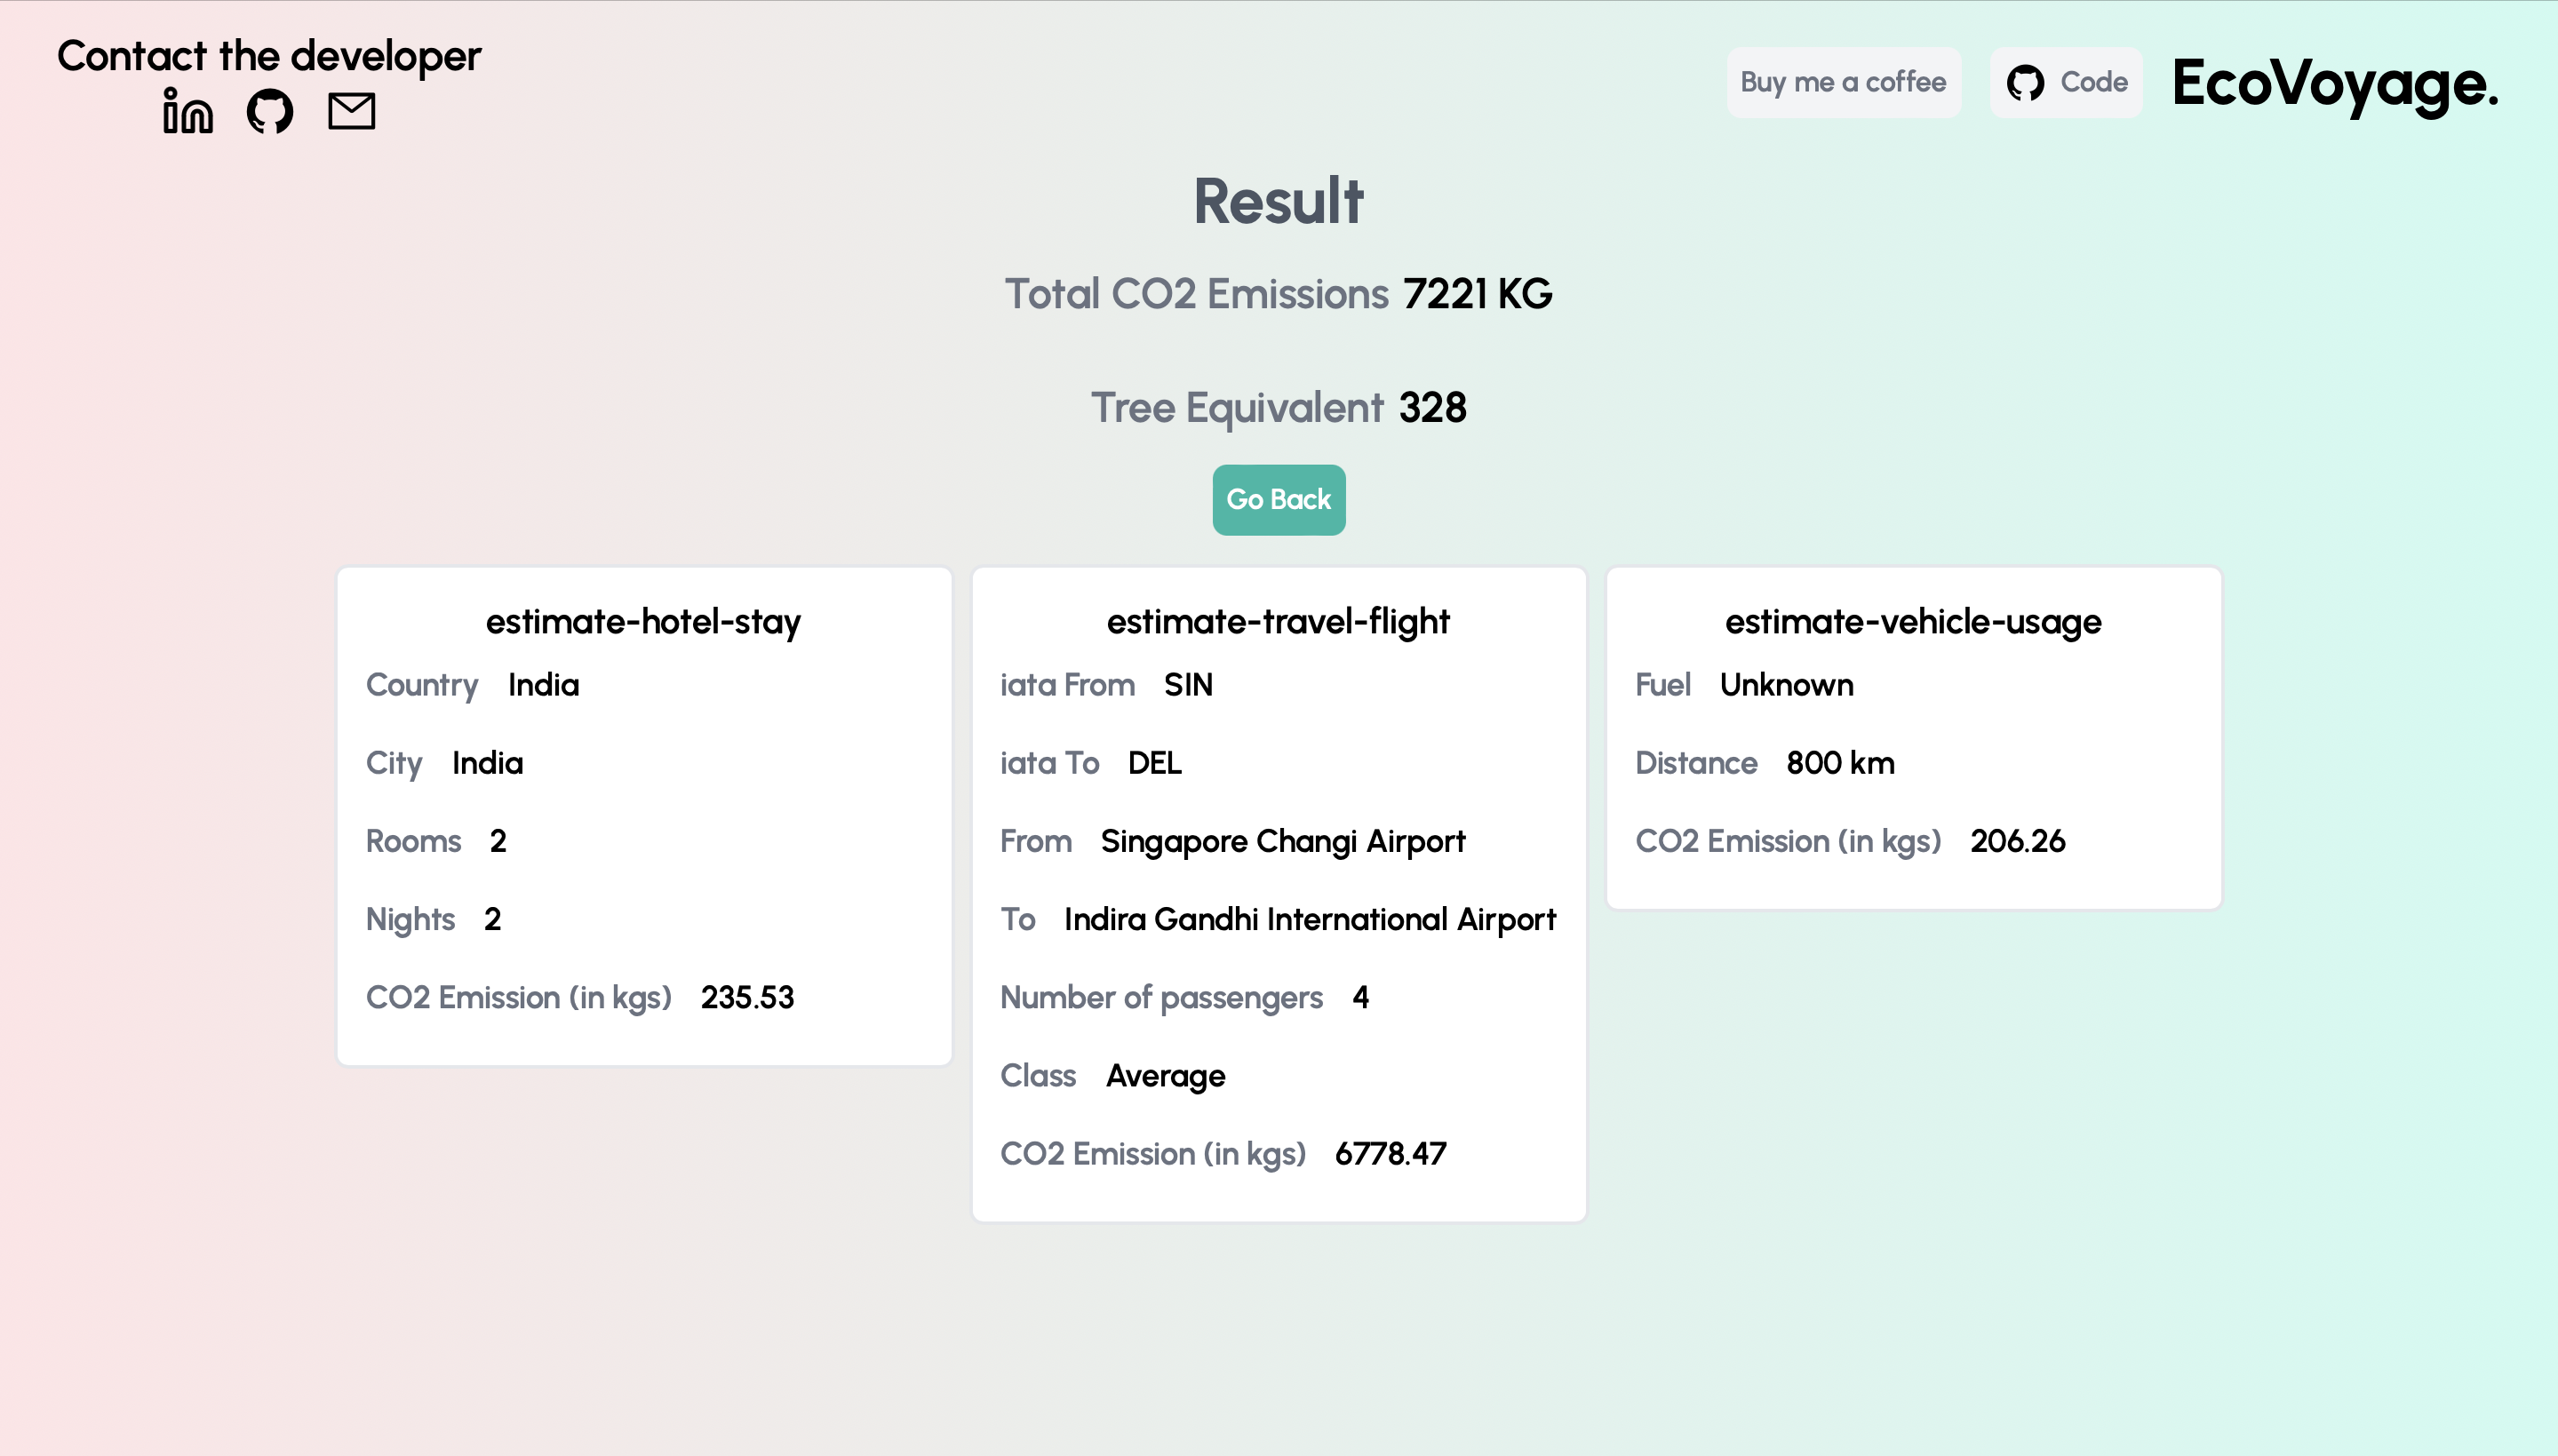 Contact the developer
Buy me a coffee
Code
EcoVoyage.
Result
Total CO2 Emissions 7221 KG
Tree Equivalent 328
Go Back
estimate-hotel-stay
Country India
City India
Rooms 2
Nights 2
CO2 Emission (in kgs) 235.53
estimate-travel-flight
iata From SIN
iata To DEL
From Singapore Changi Airport
To Indira Gandhi International Airport
Number of passengers 4
Class Average
CO2 Emission (in kgs) 6778.47
estimate-vehicle-usage
Fuel Unknown
Distance 800 km
CO2 Emission (in kgs) 206.26